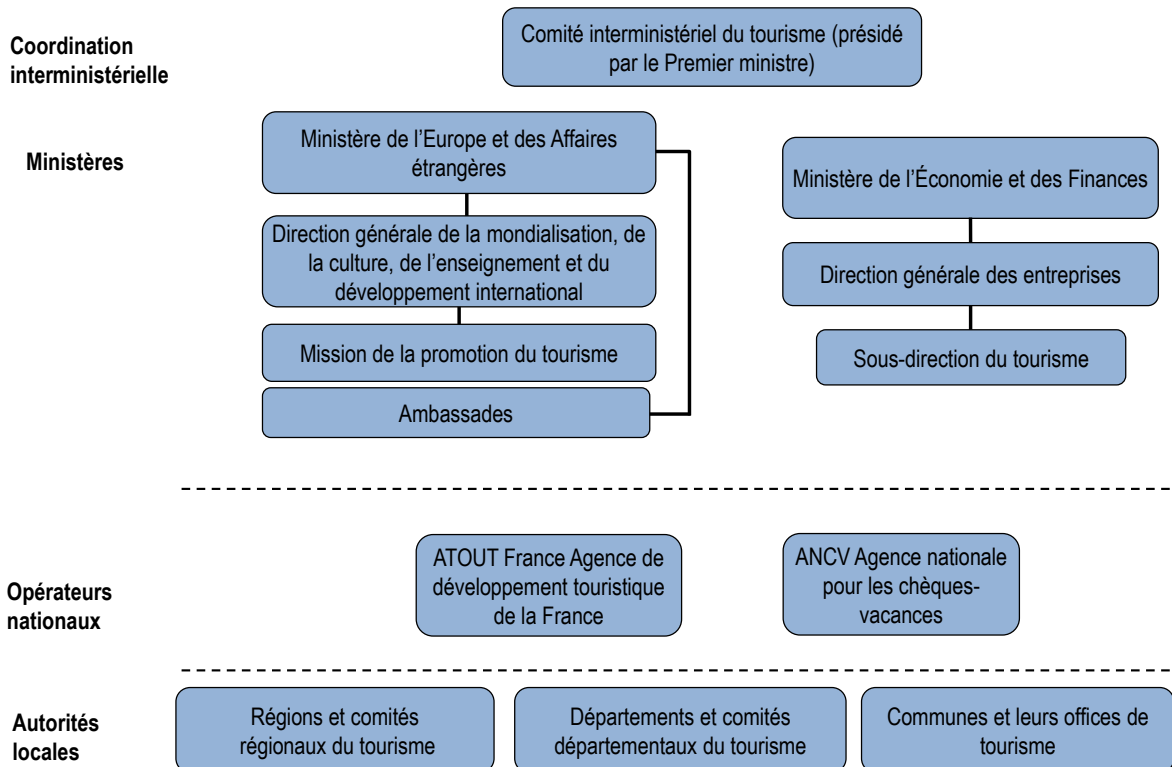 Coordination
interministérielle
Comité interministériel du tourisme (présidé
par le Premier ministre)
Ministères
Ministère de l’Europe et des Affaires
étrangères
Direction générale de la mondialisation, de
la culture, de l’enseignement et du
développement international
Mission de la promotion du tourisme
Ambassades
Ministère de l’Économie et des Finances
Direction générale des entreprises
Sous-direction du tourisme
Opérateurs
nationaux
ATOUT France Agence de
développement touristique
de la France
ANCV Agence nationale
pour les chèques-
vacances
Autorités
locales
Régions et comités
régionaux du tourisme
Départements et comités
départementaux du tourisme
Communes et leurs offices de
tourisme